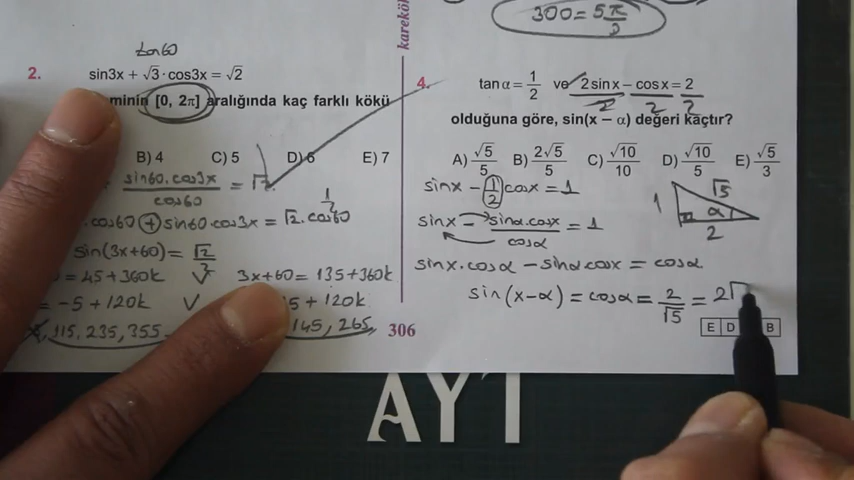 300 = 5π/3
karekök
tan60
2.
sin3x + √3·cos3x = √2
minin [0, 2π] aralığında kaç farklı kökü
B) 4 C) 5 D) 6 E) 7
sin60.cos3x/cos60 = √2
1/2
.cos60 + sin60.cos3x = √2.cos60
sin(3x+60) = √2/2
= 45+360k 3x+60 = 135+360k
= -5+120k 5+120k
115, 235, 355 145, 265,
306
4.
tan α = 1/2 ve 2sinx - cosx = 2
2 2 2
olduğuna göre, sin(x - α) değeri kaçtır?
A) √5/5 B) 2√5/5 C) √10/10 D) √10/5 E) √5/3
sinx - 1/2 cosx = 1
1 √5 α 2
sinx - sinα.cosx/cosα = 1
sinx.cosα - sinα cosx = cosα
sin(x-α) = cosα = 2/√5 = 2√
E D B
AYT